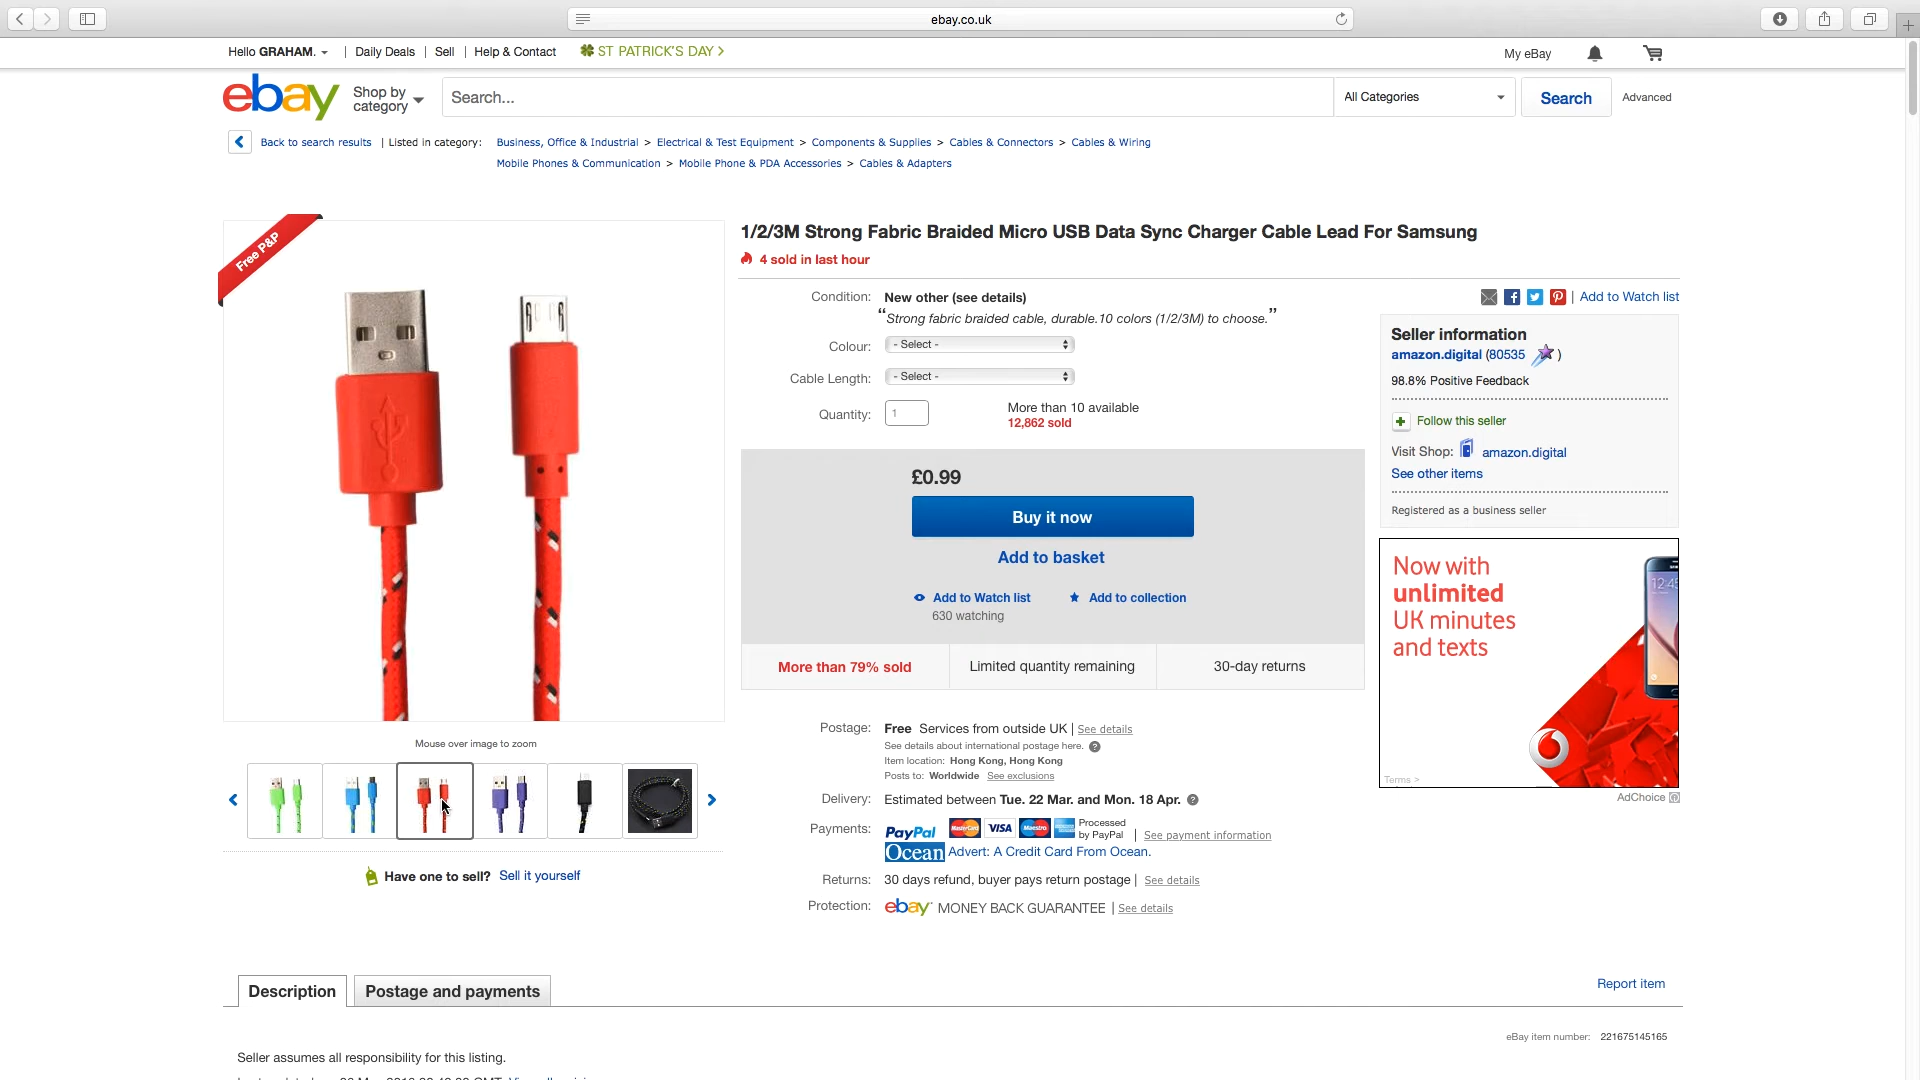 ebay.co.uk
Hello GRAHAM. | Daily Deals | Sell | Help & Contact ST PATRICK'S DAY >
My eBay
ebay Shop by category Search... All Categories Search Advanced
Back to search results | Listed in category: Business, Office & Industrial > Electrical & Test Equipment > Components & Supplies > Cables & Connectors > Cables & Wiring
Mobile Phones & Communication > Mobile Phone & PDA Accessories > Cables & Adapters
Free P&P
Mouse over image to zoom
Have one to sell? Sell it yourself
1/2/3M Strong Fabric Braided Micro USB Data Sync Charger Cable Lead For Samsung
4 sold in last hour
Condition: New other (see details)
“Strong fabric braided cable, durable.10 colors (1/2/3M) to choose.”
Colour: - Select -
Cable Length: - Select -
Quantity: 1 More than 10 available
12,862 sold
£0.99
Buy it now
Add to basket
Add to Watch list Add to collection
630 watching
More than 79% sold Limited quantity remaining 30-day returns
Postage: Free Services from outside UK | See details
See details about international postage here. ?
Item location: Hong Kong, Hong Kong
Posts to: Worldwide See exclusions
Delivery: Estimated between Tue. 22 Mar. and Mon. 18 Apr. ?
Payments: PayPal MasterCard VISA Maestro Processed by PayPal | See payment information
Ocean Advert: A Credit Card From Ocean.
Returns: 30 days refund, buyer pays return postage | See details
Protection: ebay MONEY BACK GUARANTEE | See details
| Add to Watch list
Seller information
amazon.digital (80535 )
98.8% Positive Feedback
Follow this seller
Visit Shop: amazon.digital
See other items
Registered as a business seller
Now with
unlimited
UK minutes
and texts
12:45
Terms >
AdChoice
Description Postage and payments
Report item
eBay item number: 221675145165
Seller assumes all responsibility for this listing.